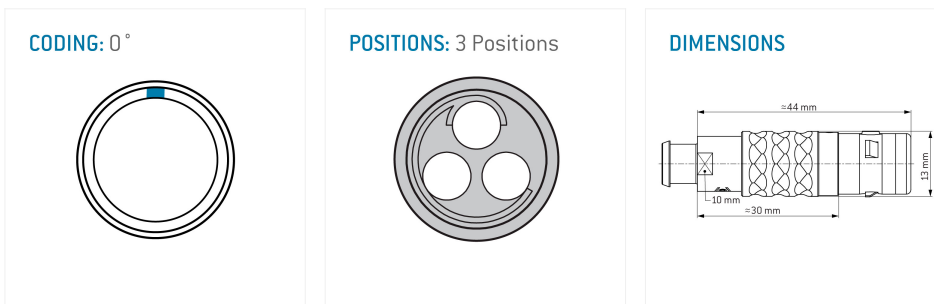 CODING: 0°
POSITIONS: 3 Positions
DIMENSIONS
≈44 mm
13 mm
10 mm
≈30 mm